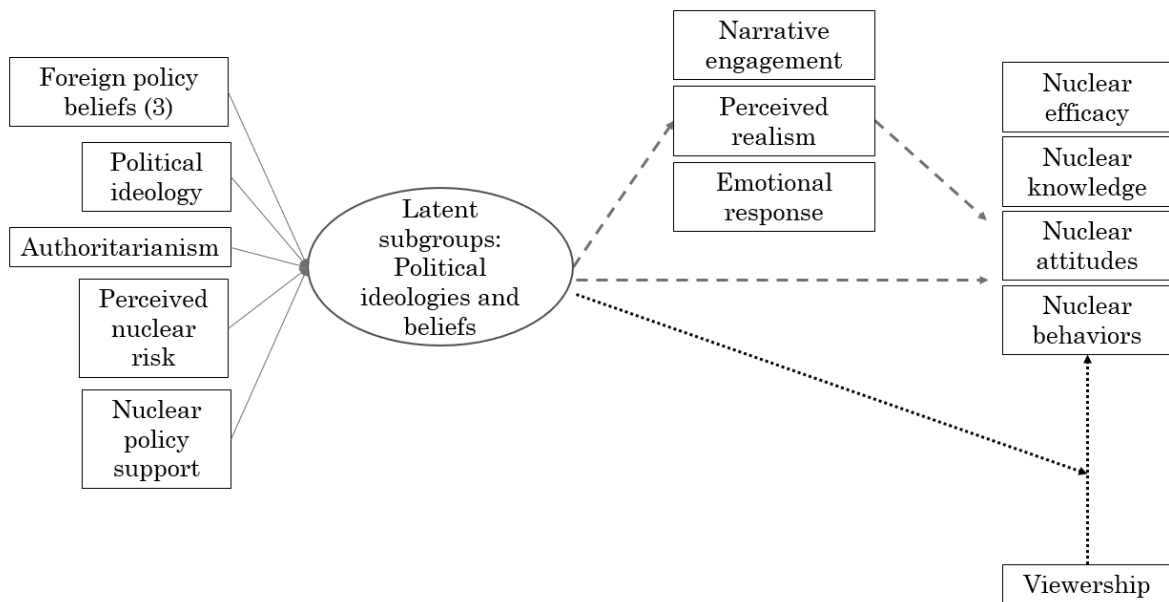 Foreign policy
beliefs (3)
Political
ideology
Authoritarianism
Perceived
nuclear
risk
Nuclear
policy
support
Latent
subgroups:
Political
ideologies and
beliefs
Narrative
engagement
Perceived
realism
Emotional
response
Nuclear
efficacy
Nuclear
knowledge
Nuclear
attitudes
Nuclear
behaviors
Viewership